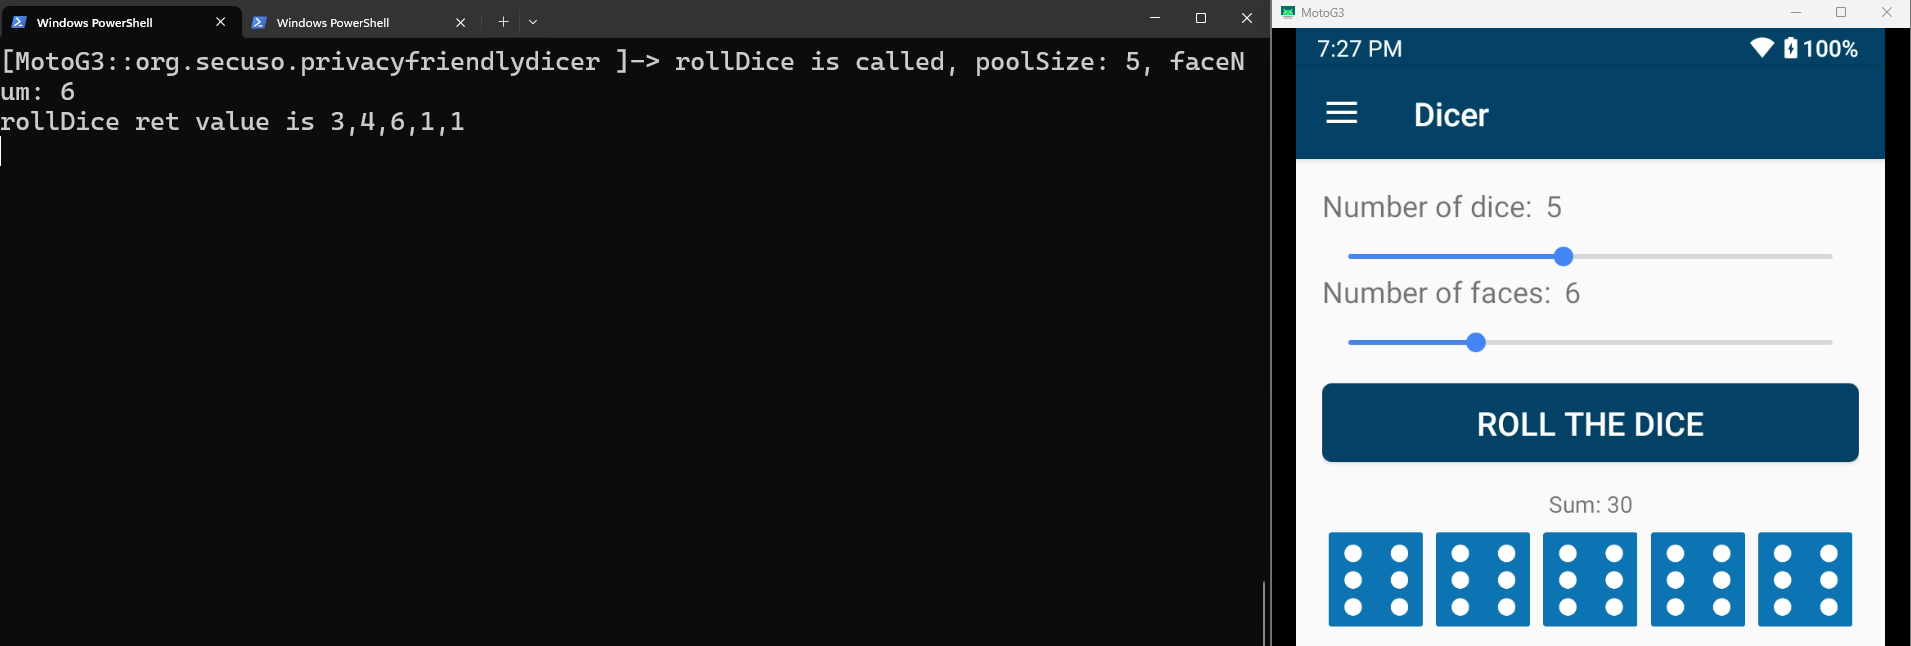 Windows PowerShell
Windows PowerShell
[MotoG3::org.secuso.privacyfriendlydicer ]-> rollDice is called, poolSize: 5, faceN
um: 6
rollDice ret value is 3,4,6,1,1
MotoG3
7:27 PM
100%
Dicer
Number of dice: 5
Number of faces: 6
ROLL THE DICE
Sum: 30